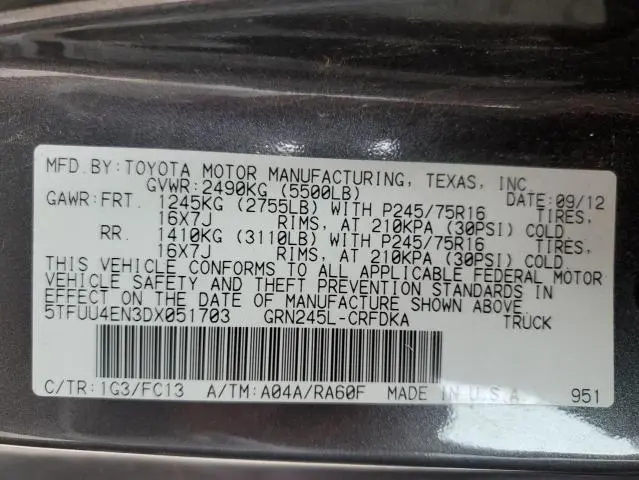 MFD.BY:TOYOTA MOTOR MANUFACTURING, TEXAS, INC.
GVWR:2490KG (5500LB) DATE:09/12
GAWR:FRT. 1245KG (2755LB) WITH P245/75R16 TIRES,
16X7J RIMS, AT 210KPA (30PSI) COLD
RR. 1410KG (3110LB) WITH P245/75R16 TIRES,
16X7J RIMS, AT 210KPA (30PSI) COLD
THIS VEHICLE CONFORMS TO ALL APPLICABLE FEDERAL MOTOR
VEHICLE SAFETY AND THEFT PREVENTION STANDARDS IN
EFFECT ON THE DATE OF MANUFACTURE SHOWN ABOVE.
5TFUU4EN3DX051703 GRN245L-CRFDKA TRUCK
C/TR:1G3/FC13 A/TM:A04A/RA60F MADE IN U.S.A. 951